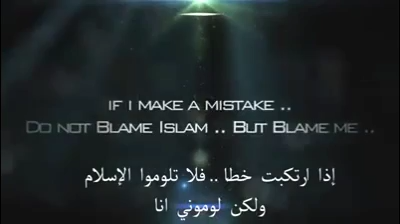 IF I MAKE A MISTAKE ..
DO NOT BLAME ISLAM .. BUT BLAME ME ..
إذا ارتكبت خطا .. فلا تلوموا الإسلام
ولكن لوموني انا